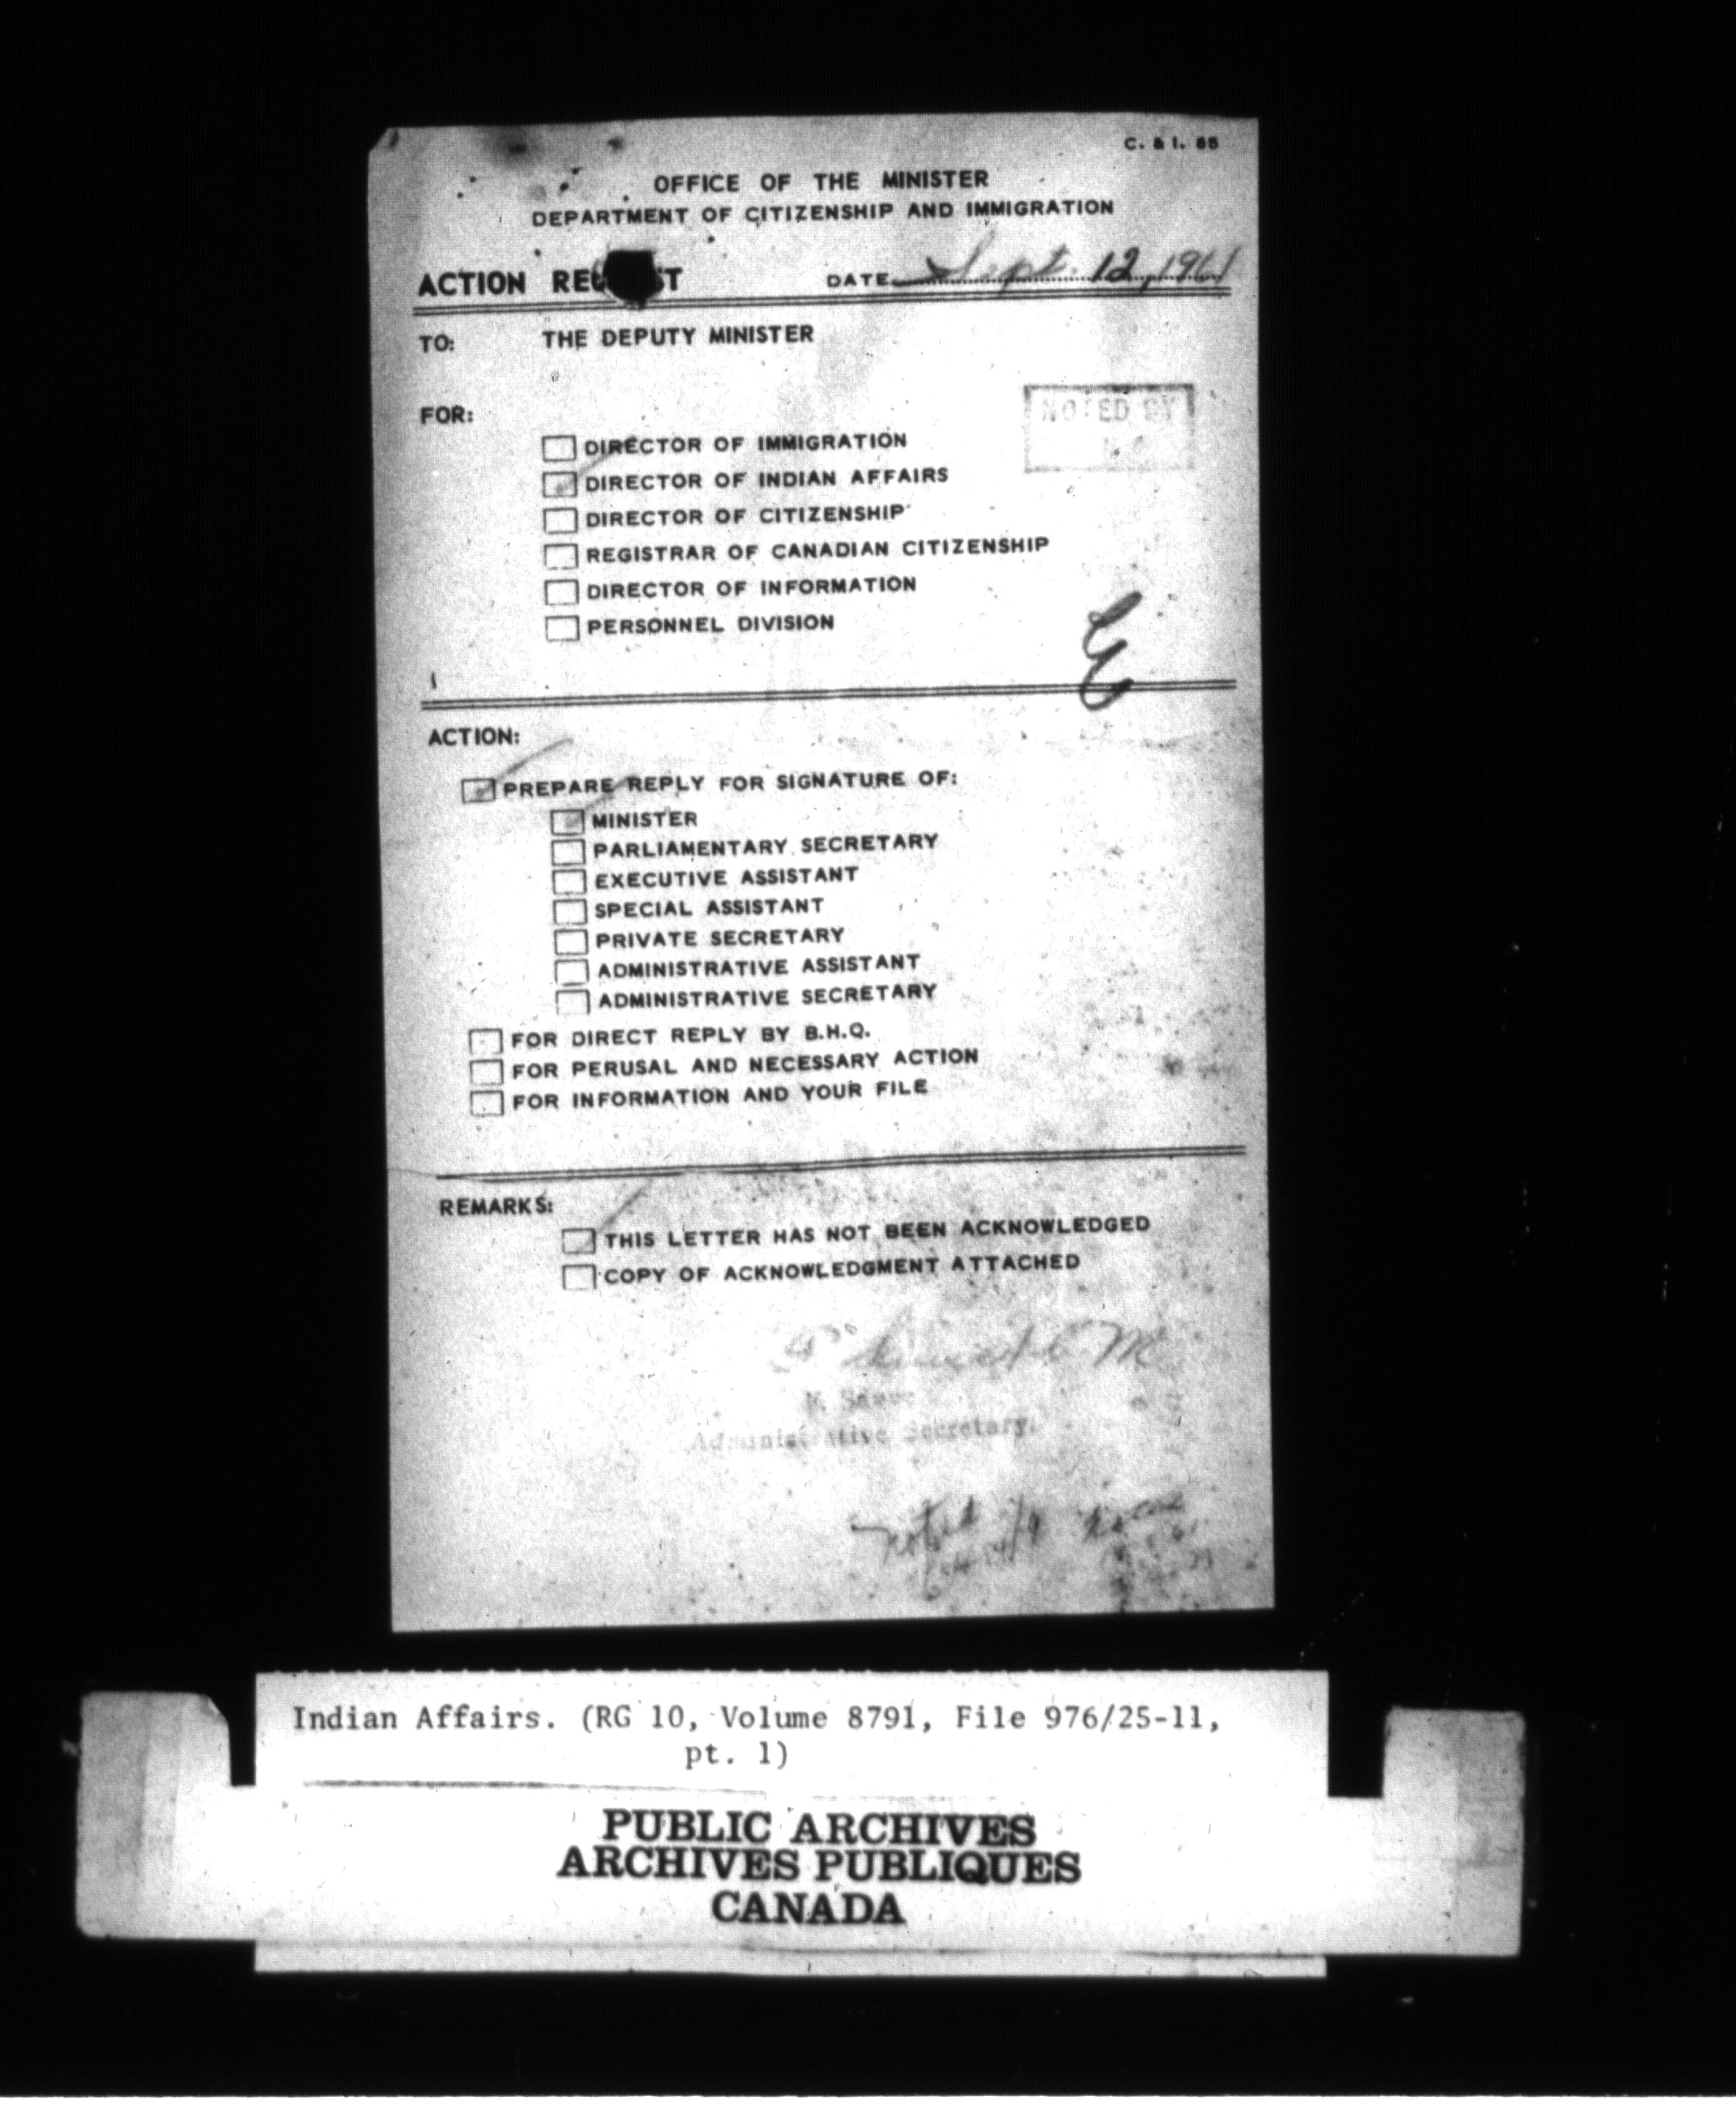 C. & I. 85
OFFICE OF THE MINISTER
DEPARTMENT OF CITIZENSHIP AND IMMIGRATION
ACTION
DATE Sept. 12, 1961
TO: THE DEPUTY MINISTER
FOR:
NOTED BY
DIRECTOR OF IMMIGRATION
DIRECTOR OF INDIAN AFFAIRS
DIRECTOR OF CITIZENSHIP
REGISTRAR OF CANADIAN CITIZENSHIP
DIRECTOR OF INFORMATION
PERSONNEL DIVISION
E
ACTION:
PREPARE REPLY FOR SIGNATURE OF:
MINISTER
PARLIAMENTARY SECRETARY
EXECUTIVE ASSISTANT
SPECIAL ASSISTANT
PRIVATE SECRETARY
ADMINISTRATIVE ASSISTANT
ADMINISTRATIVE SECRETARY
FOR DIRECT REPLY BY B.H.Q.
FOR PERUSAL AND NECESSARY ACTION
FOR INFORMATION AND YOUR FILE
REMARKS:
THIS LETTER HAS NOT BEEN ACKNOWLEDGED
COPY OF ACKNOWLEDGMENT ATTACHED
Administrative Secretary.
noted
Indian Affairs. (RG 10, Volume 8791, File 976/25-11,
pt. 1)
PUBLIC ARCHIVES
ARCHIVES PUBLIQUES
CANADA